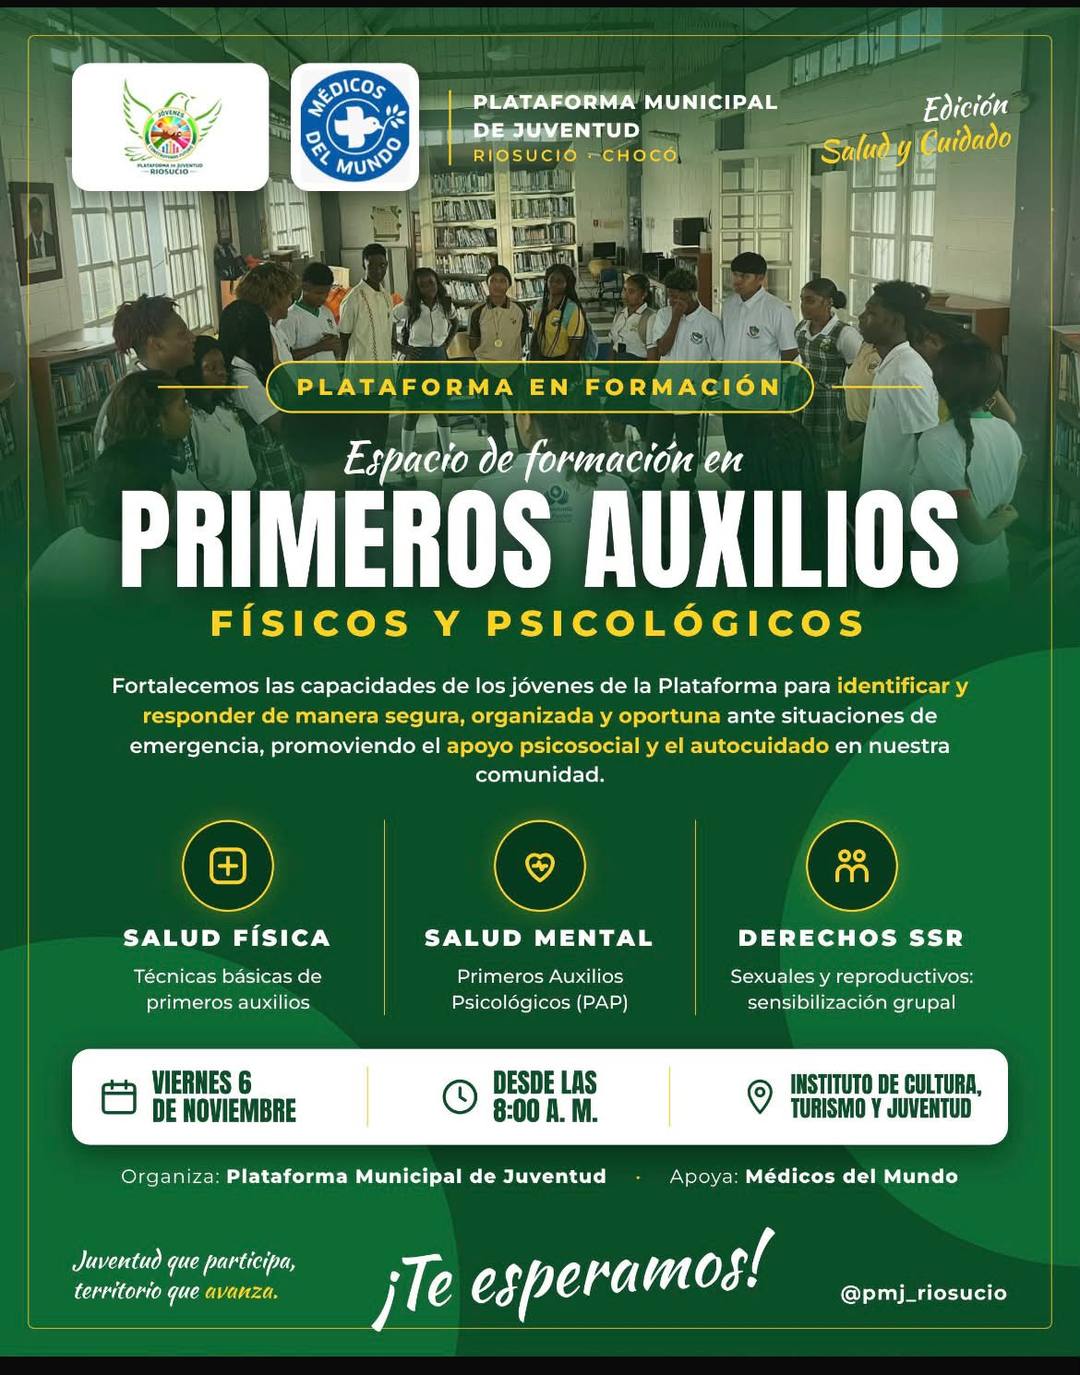 JÓVENES
PLATAFORMA DE JUVENTUD
RIOSUCIO
MÉDICOS
DEL MUNDO
PLATAFORMA MUNICIPAL
DE JUVENTUD
RIOSUCIO · CHOCÓ
Edición
Salud y Cuidado
PLATAFORMA EN FORMACIÓN
Espacio de formación en
PRIMEROS AUXILIOS
FÍSICOS Y PSICOLÓGICOS
Fortalecemos las capacidades de los jóvenes de la Plataforma para identificar y
responder de manera segura, organizada y oportuna ante situaciones de
emergencia, promoviendo el apoyo psicosocial y el autocuidado en nuestra
comunidad.
SALUD FÍSICA
Técnicas básicas de
primeros auxilios
SALUD MENTAL
Primeros Auxilios
Psicológicos (PAP)
DERECHOS SSR
Sexuales y reproductivos:
sensibilización grupal
VIERNES 6
DE NOVIEMBRE
DESDE LAS
8:00 A. M.
INSTITUTO DE CULTURA,
TURISMO Y JUVENTUD
Organiza: Plataforma Municipal de Juventud · Apoya: Médicos del Mundo
Juventud que participa,
territorio que avanza.
¡Te esperamos!
@pmj_riosucio